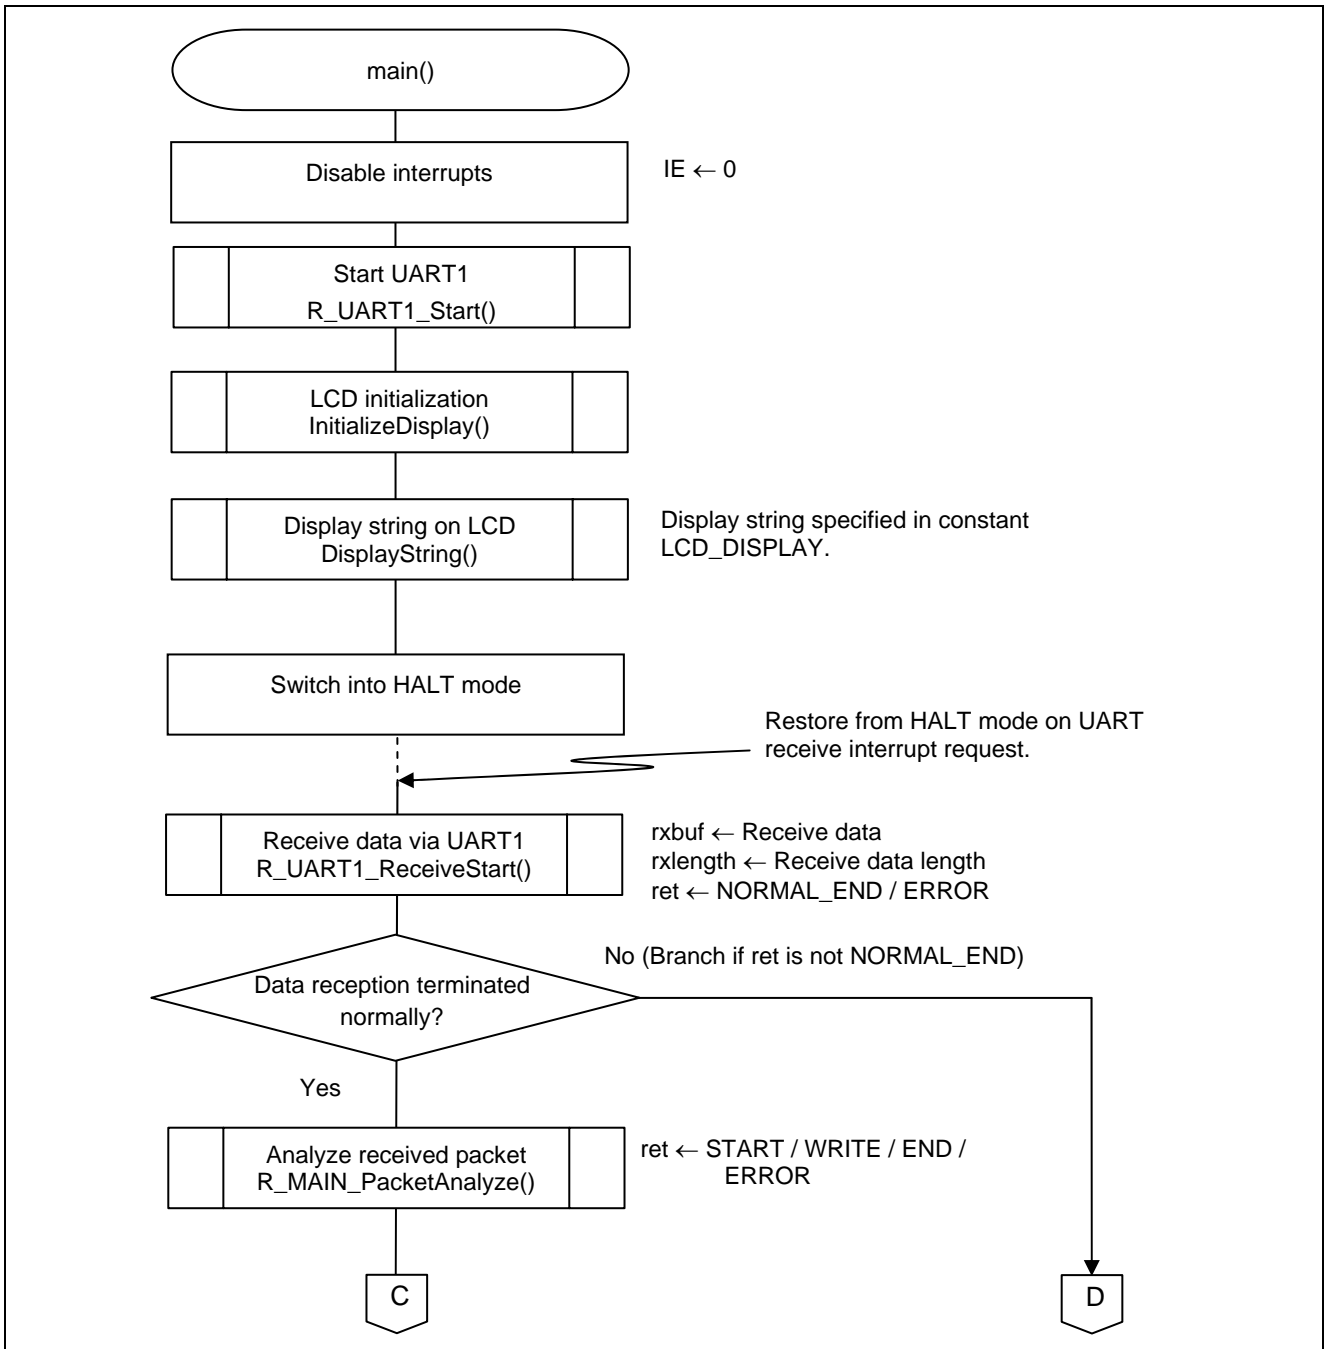 main()
Disable interrupts
IE ← 0
Start UART1
R_UART1_Start()
LCD initialization
InitializeDisplay()
Display string on LCD
DisplayString()
Display string specified in constant
LCD_DISPLAY.
Switch into HALT mode
Restore from HALT mode on UART
receive interrupt request.
Receive data via UART1
R_UART1_ReceiveStart()
rxbuf ← Receive data
rxlength ← Receive data length
ret ← NORMAL_END / ERROR
No (Branch if ret is not NORMAL_END)
Data reception terminated
normally?
Yes
Analyze received packet
R_MAIN_PacketAnalyze()
ret ← START / WRITE / END /
ERROR
C
D